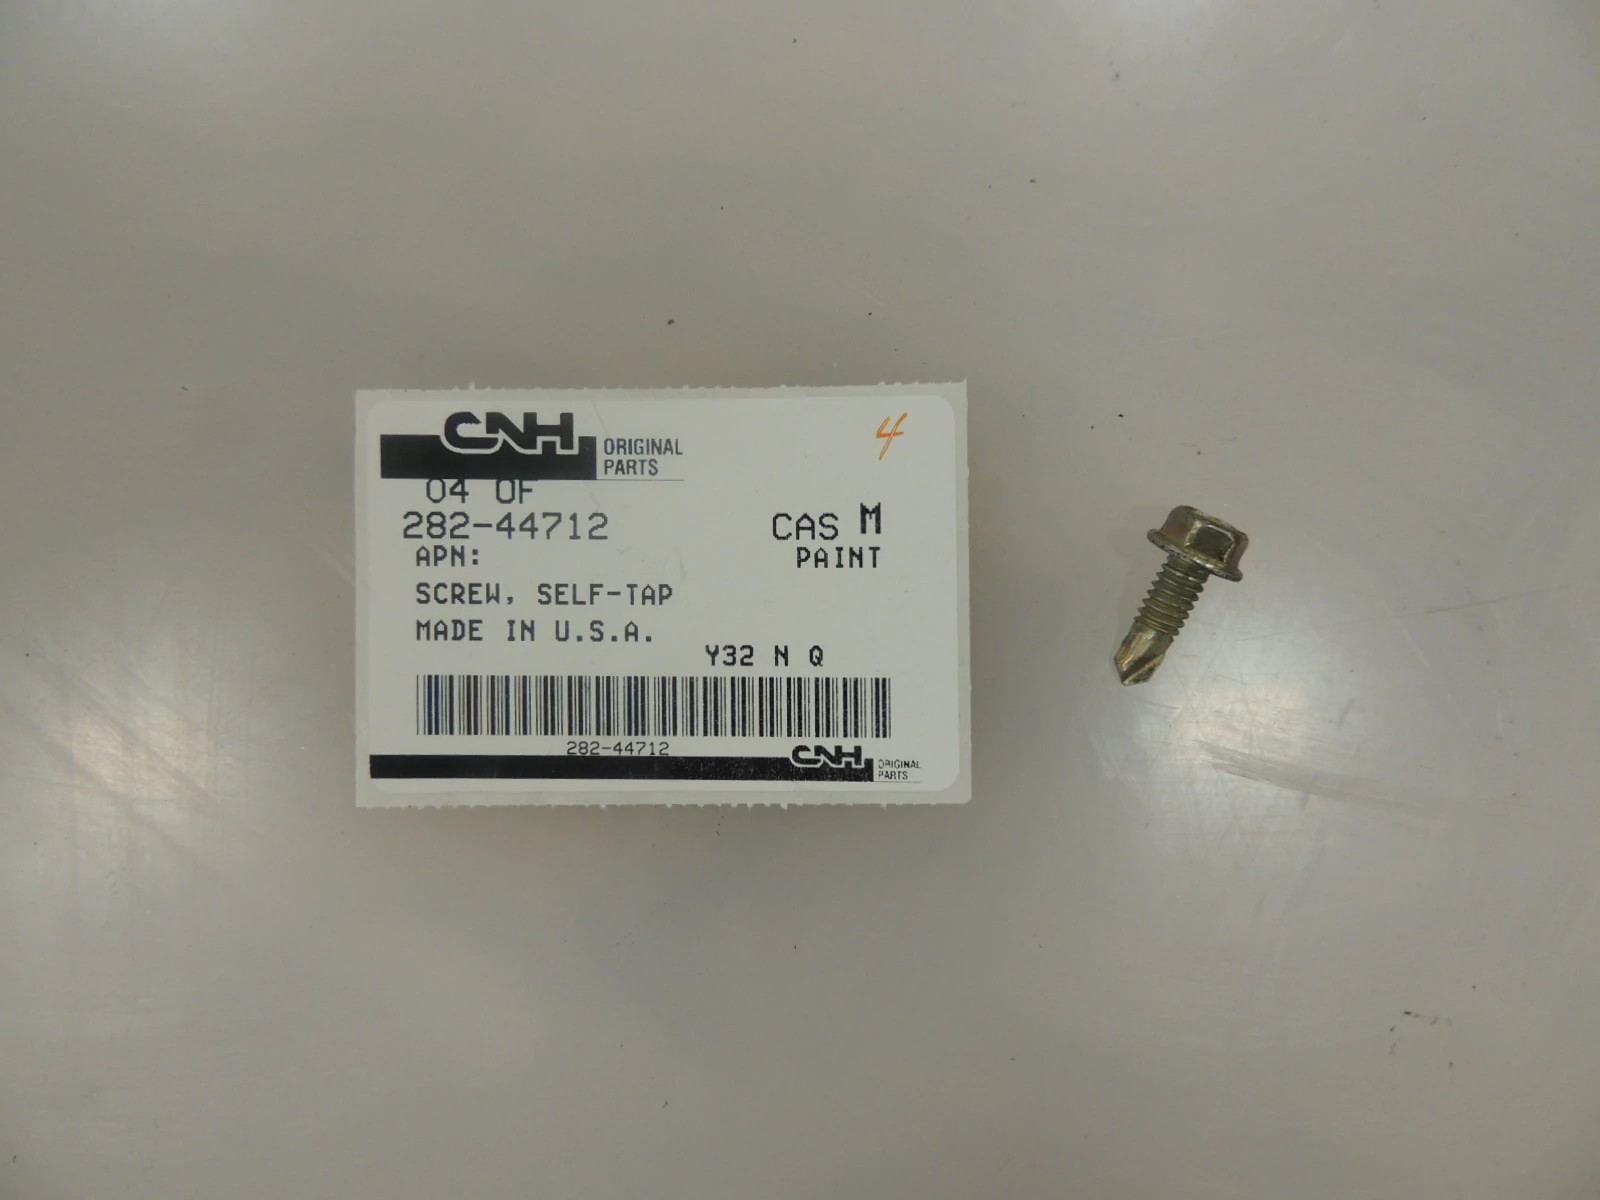 CNH ORIGINAL PARTS
4
04 OF
282-44712 CAS M
APN: PAINT
SCREW, SELF-TAP
MADE IN U.S.A.
Y32 N Q
282-44712
CNH ORIGINAL PARTS